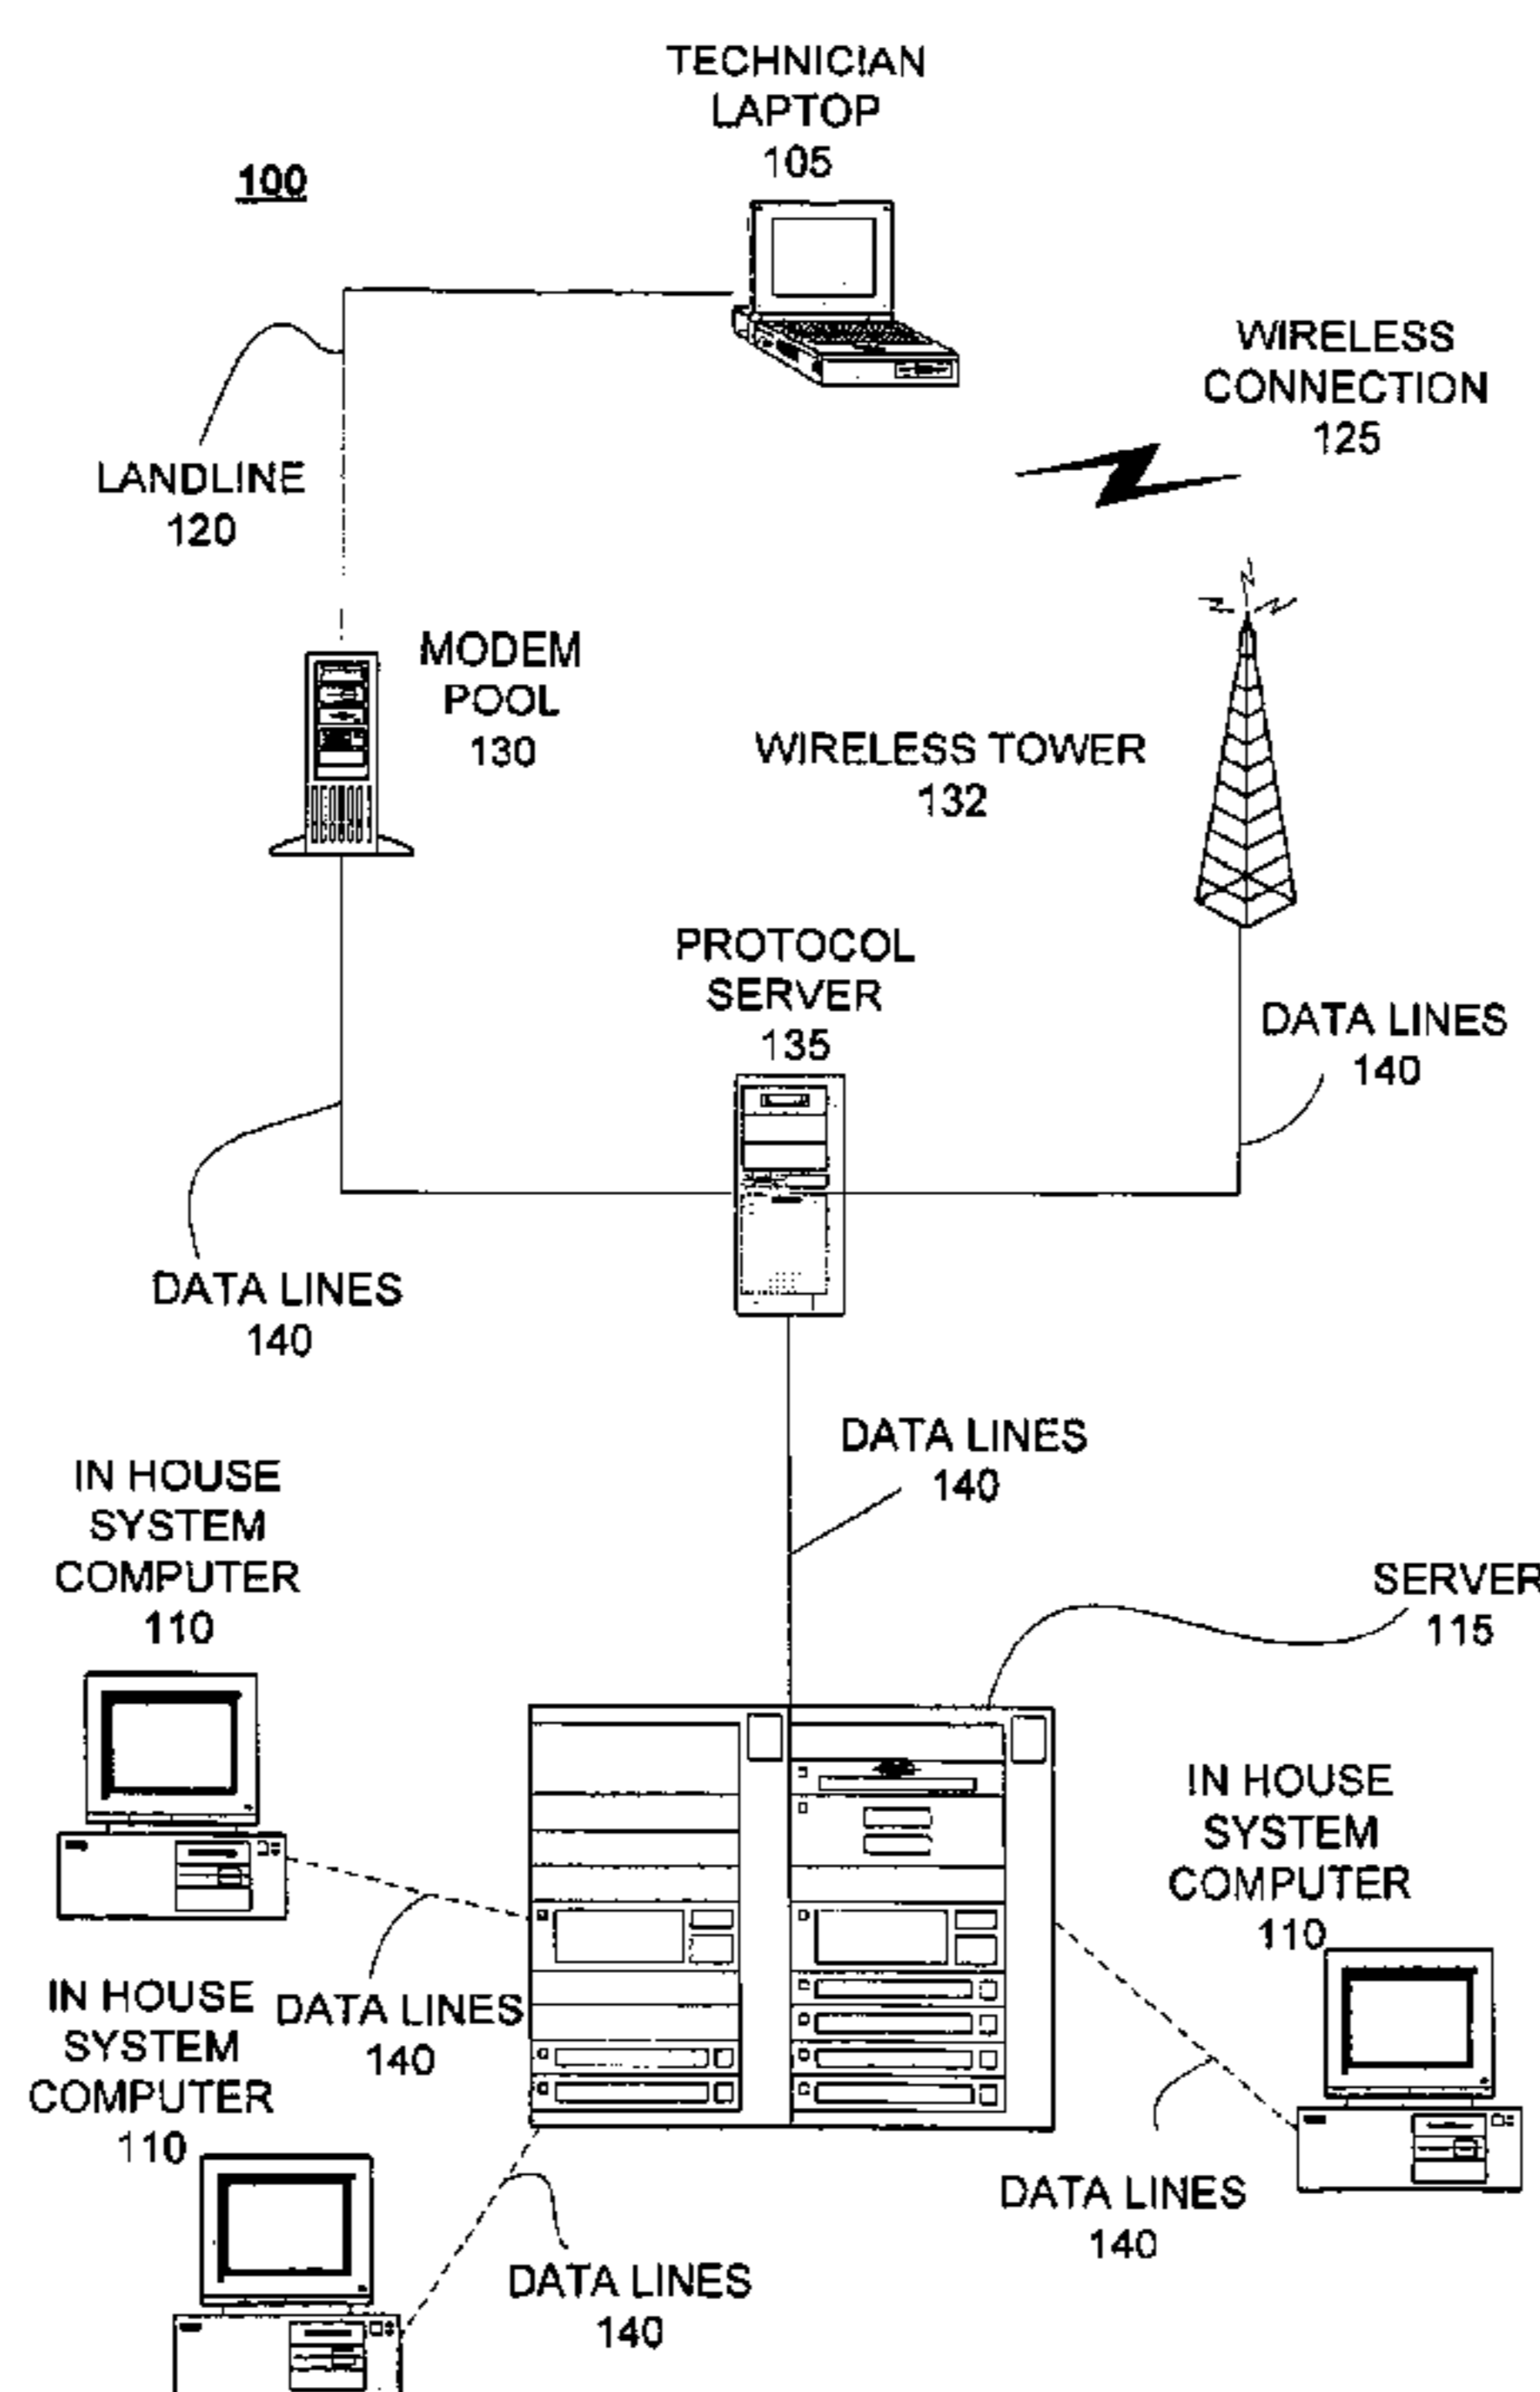 TECHNICIAN
LAPTOP
105
100
WIRELESS
CONNECTION
125
LANDLINE
120
MODEM
POOL
130
WIRELESS TOWER
132
PROTOCOL
SERVER
135
DATA LINES
140
DATA LINES
140
DATA LINES
140
IN HOUSE
SYSTEM
COMPUTER
110
SERVER
115
IN HOUSE
SYSTEM
COMPUTER
110
IN HOUSE
SYSTEM
COMPUTER
110
DATA LINES
140
DATA LINES
140
DATA LINES
140